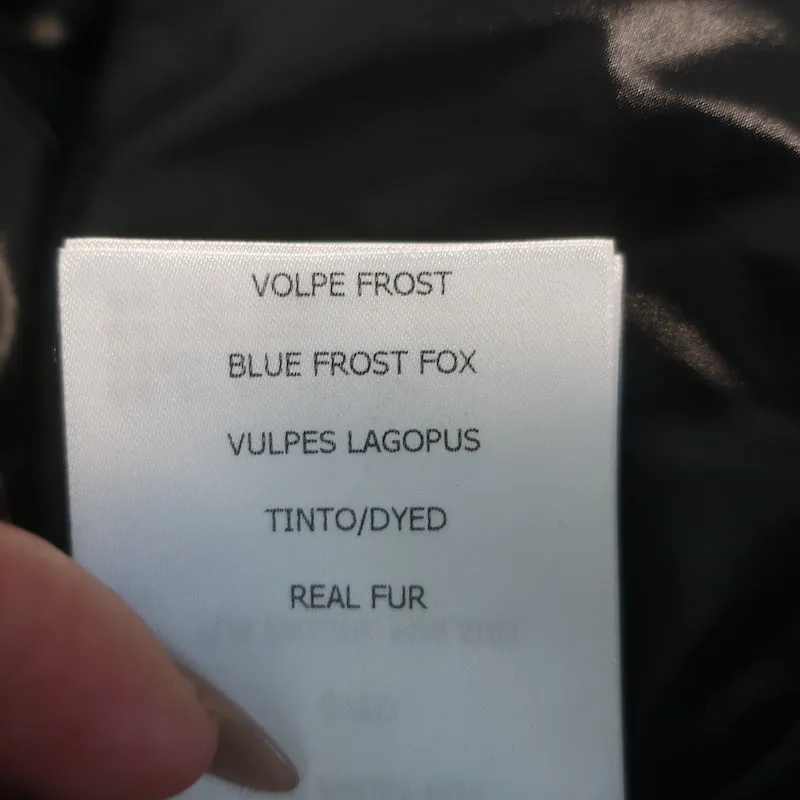 VOLPE FROST
BLUE FROST FOX
VULPES LAGOPUS
TINTO/DYED
REAL FUR